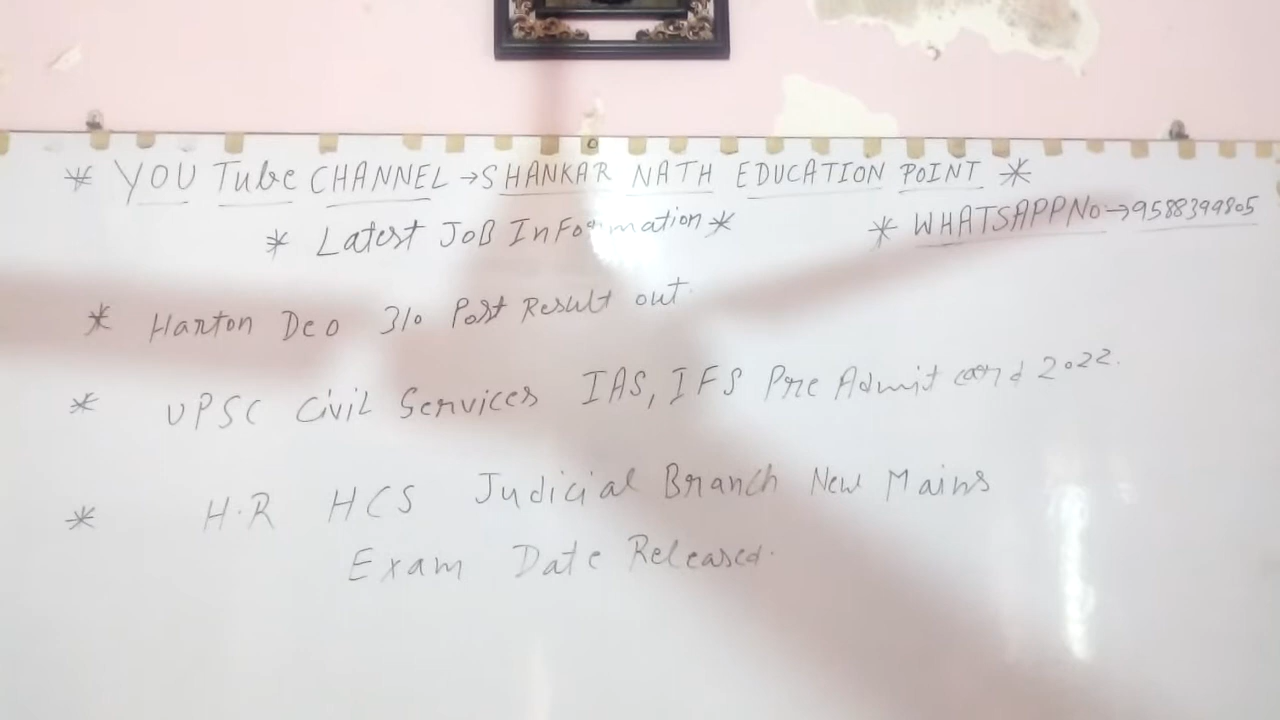 * YOU Tube CHANNEL → SHANKAR NATH EDUCATION POINT *
* Latest JoB InFormation *
* WHATSAPP No → 9588399805
* Harton Deo 310 Post Result out.
* UPSC Civil Services IAS, IFS Pre Admit card 2022.
* H.R HCS Judicial Branch New Mains
Exam Date Released.